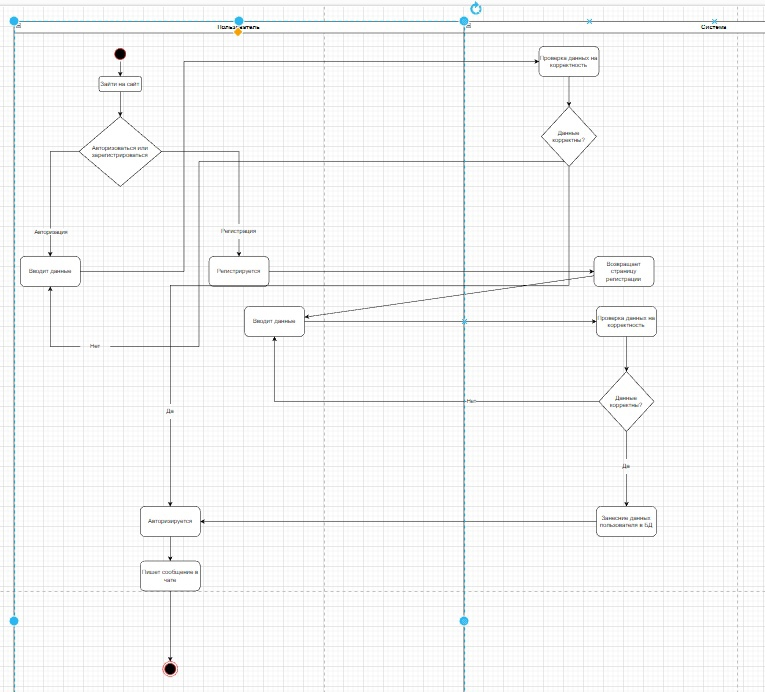 Пользователь
Система
Зайти на сайт
Проверка данных на
корректность
Данные
корректны?
Авторизоваться или
зарегистрироваться
Авторизация
Регистрация
Вводит данные
Регистрируется
Возвращает
страницу
регистрации
Вводит данные
Проверка данных на
корректность
Нет
Данные
корректны?
Нет
Да
Да
Авторизируется
Занесние данных
пользователя в БД
Пишет сообщение в
чате